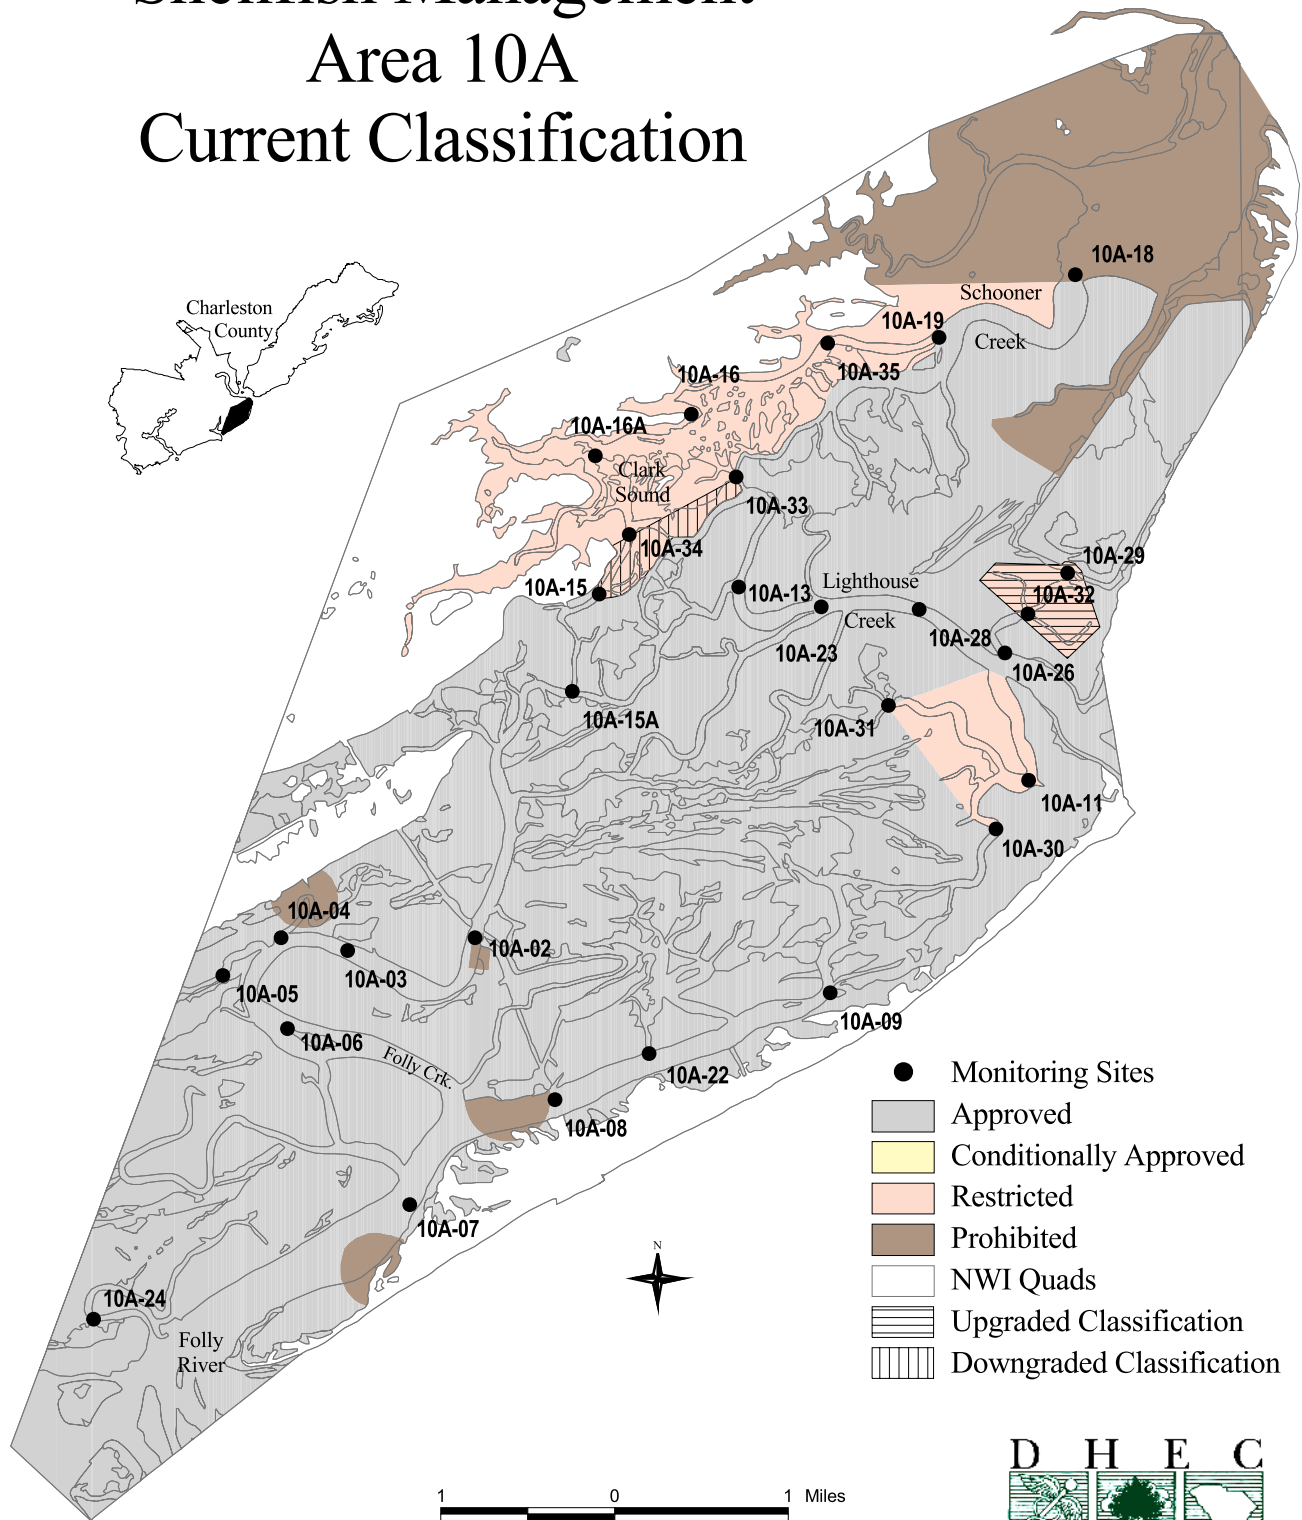 Shellfish Management
Area 10A
Current Classification
Charleston
County
10A-18
Schooner
10A-19
Creek
10A-35
10A-16
10A-16A
Clark
Sound
10A-33
10A-34
10A-29
10A-15
10A-13
Lighthouse
10A-32
Creek
10A-28
10A-23
10A-26
10A-15A
10A-31
10A-11
10A-30
10A-04
10A-02
10A-03
10A-05
10A-09
10A-06
Folly Crk.
10A-22
10A-08
10A-07
10A-24
Folly
River
Monitoring Sites
Approved
Conditionally Approved
Restricted
Prohibited
NWI Quads
Upgraded Classification
Downgraded Classification
N
D H E C
1 0 1 Miles